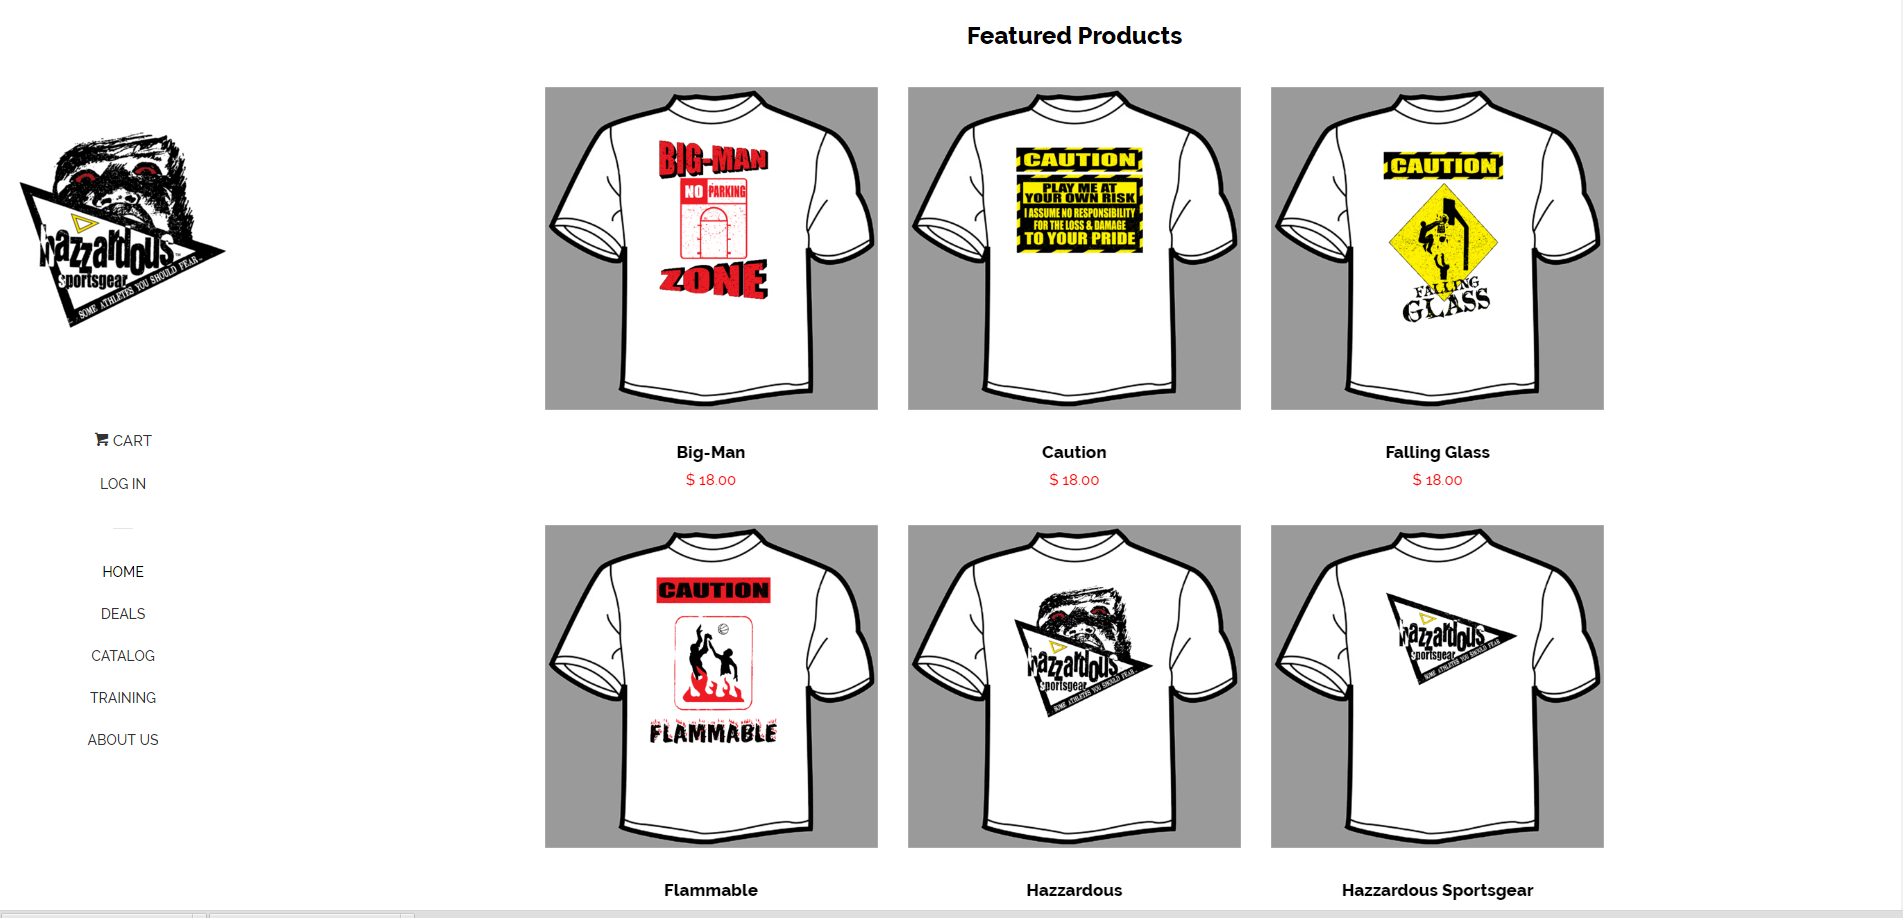 Featured Products
hazzardous
sportsgear
SOME ATHLETES YOU SHOULD FEAR...
CART
LOG IN
HOME
DEALS
CATALOG
TRAINING
ABOUT US
BIG-MAN
NO PARKING
ZONE
Big-Man
$ 18.00
CAUTION
PLAY ME AT
YOUR OWN RISK
I ASSUME NO RESPONSIBILITY
FOR THE LOSS & DAMAGE
TO YOUR PRIDE
Caution
$ 18.00
CAUTION
FALLING
GLASS
Falling Glass
$ 18.00
CAUTION
FLAMMABLE
Flammable
hazzardous
sportsgear
SOME ATHLETES YOU SHOULD FEAR...
Hazzardous
hazzardous
sportsgear
SOME ATHLETES YOU SHOULD FEAR...
Hazzardous Sportsgear